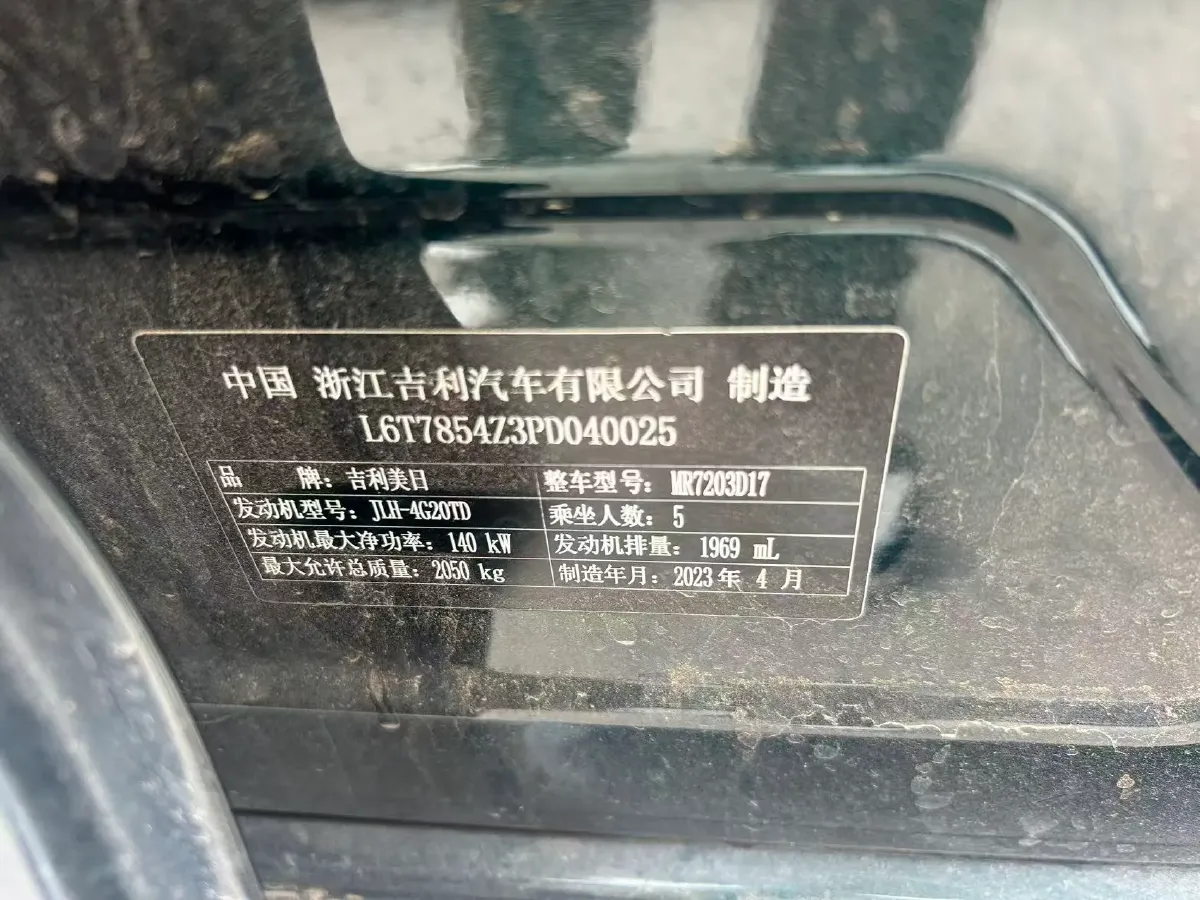 中国 浙江吉利汽车有限公司 制造
L6T7854Z3PD040025
品 牌：吉利美日 整车型号：MR7203D17
发动机型号：JLH-4G20TD 乘坐人数：5
发动机最大净功率：140 kW 发动机排量：1969 mL
最大允许总质量：2050 kg 制造年月：2023 年 4 月